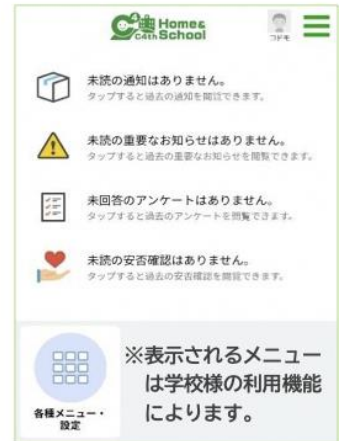 C4th Home& School
コドモ
未読の通知はありません。
タップすると過去の通知を閲覧できます。
未読の重要なお知らせはありません。
タップすると過去の重要なお知らせを閲覧できます。
未回答のアンケートはありません。
タップすると過去のアンケートを閲覧できます。
未読の安否確認はありません。
タップすると過去の安否確認を閲覧できます。
各種メニュー・
設定
※表示されるメニュー
は学校様の利用機能
によります。